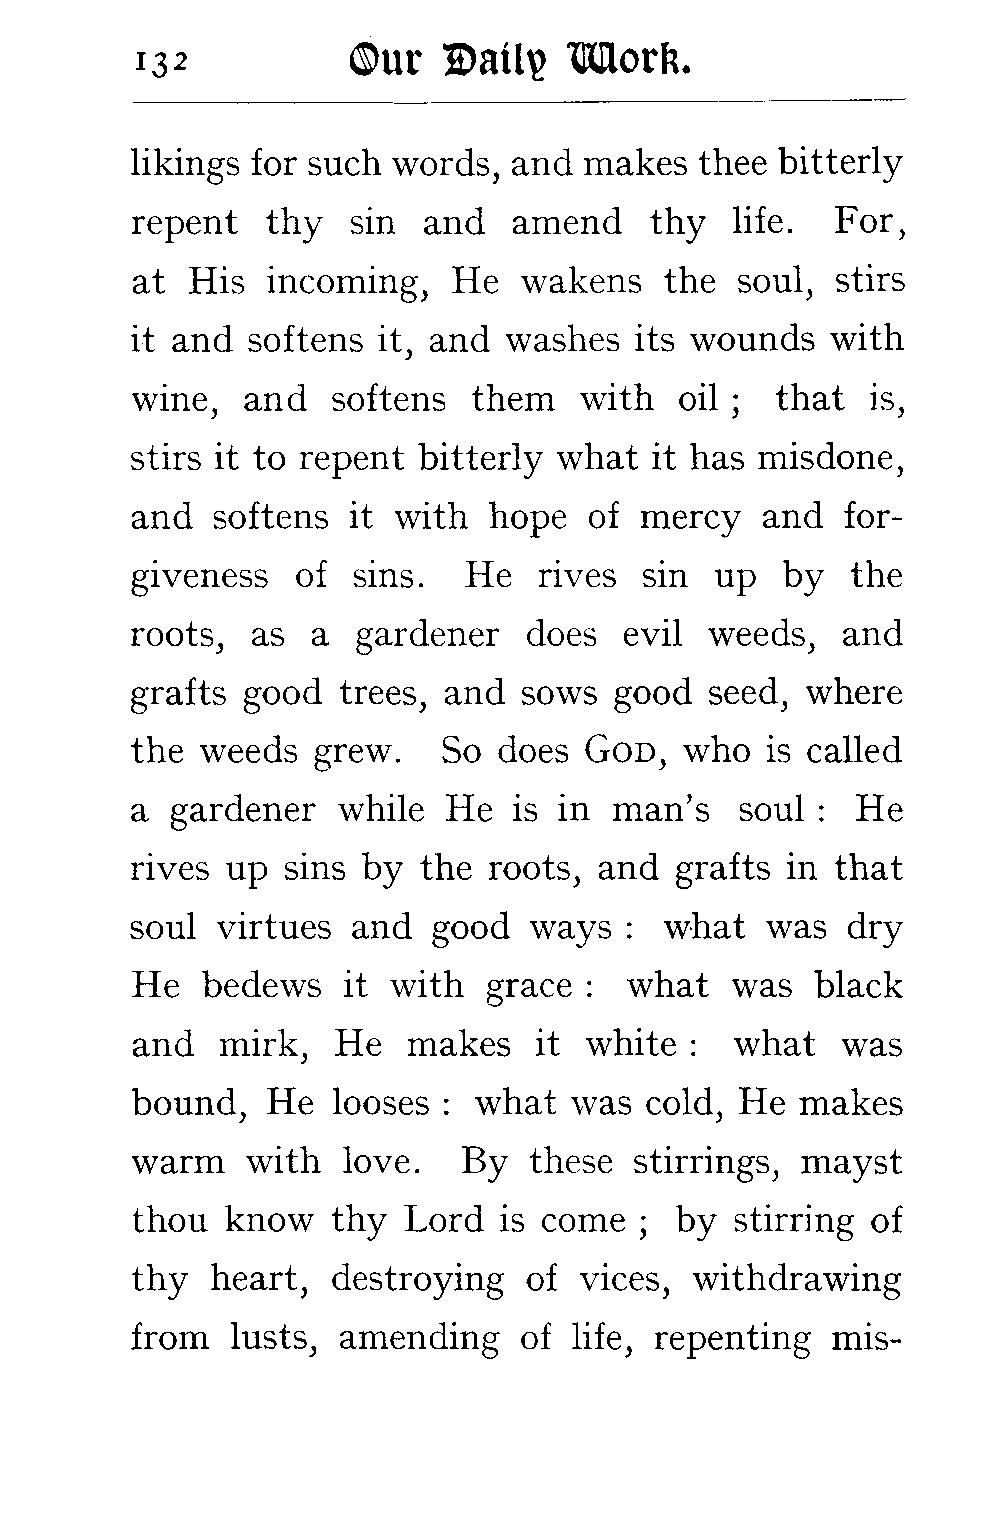 132 Our Daily Work.
likings for such words, and makes thee bitterly
repent thy sin and amend thy life. For,
at His incoming, He wakens the soul, stirs
it and softens it, and washes its wounds with
wine, and softens them with oil ; that is,
stirs it to repent bitterly what it has misdone,
and softens it with hope of mercy and for-
giveness of sins. He rives sin up by the
roots, as a gardener does evil weeds, and
grafts good trees, and sows good seed, where
the weeds grew. So does GOD, who is called
a gardener while He is in man's soul : He
rives up sins by the roots, and grafts in that
soul virtues and good ways : what was dry
He bedews it with grace : what was black
and mirk, He makes it white : what was
bound, He looses : what was cold, He makes
warm with love. By these stirrings, mayst
thou know thy Lord is come ; by stirring of
thy heart, destroying of vices, withdrawing
from lusts, amending of life, repenting mis-